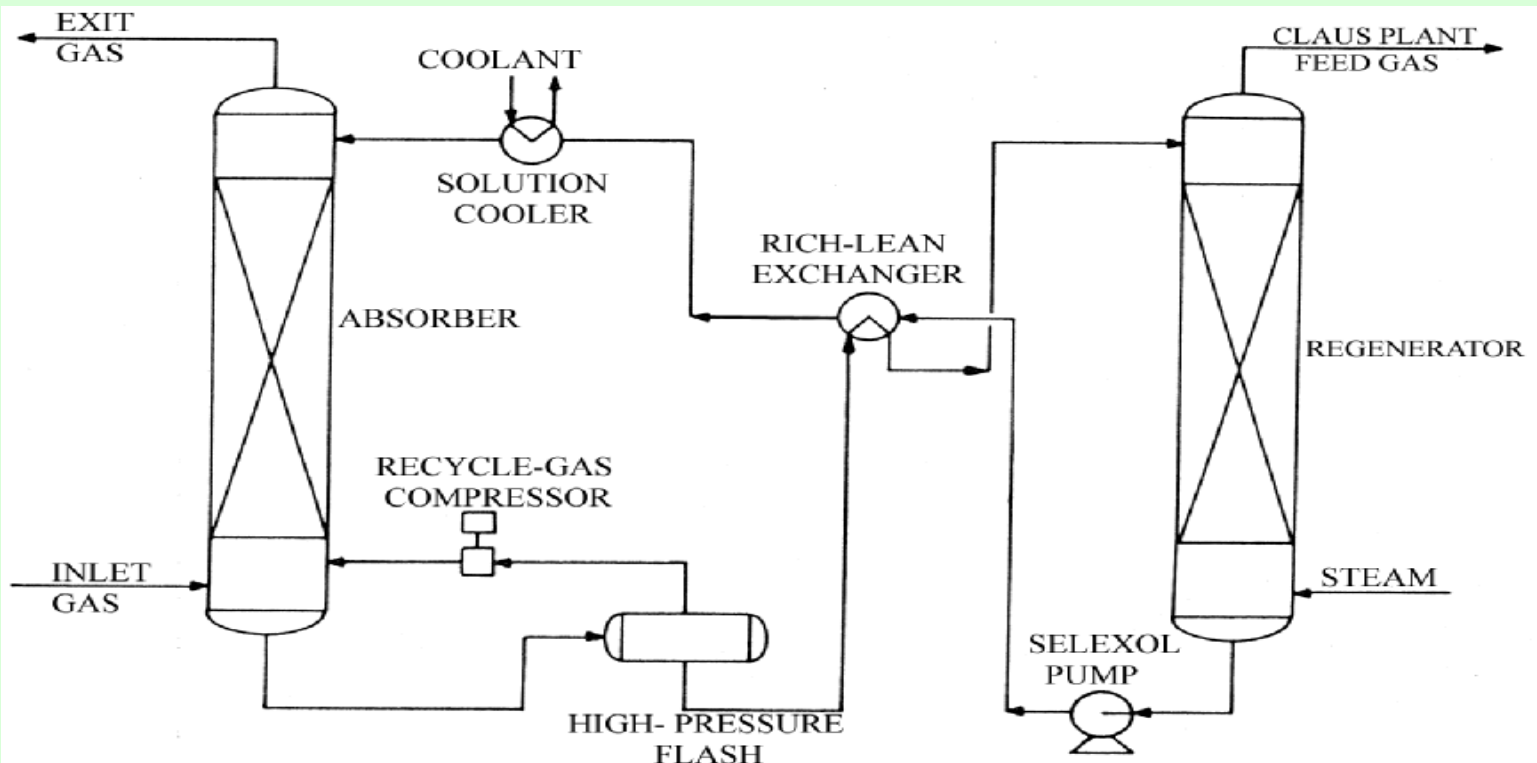 EXIT
GAS
COOLANT
CLAUS PLANT
FEED GAS
SOLUTION
COOLER
RICH-LEAN
EXCHANGER
ABSORBER
REGENERATOR
RECYCLE-GAS
COMPRESSOR
INLET
GAS
STEAM
SELEXOL
PUMP
HIGH- PRESSURE
FLASH